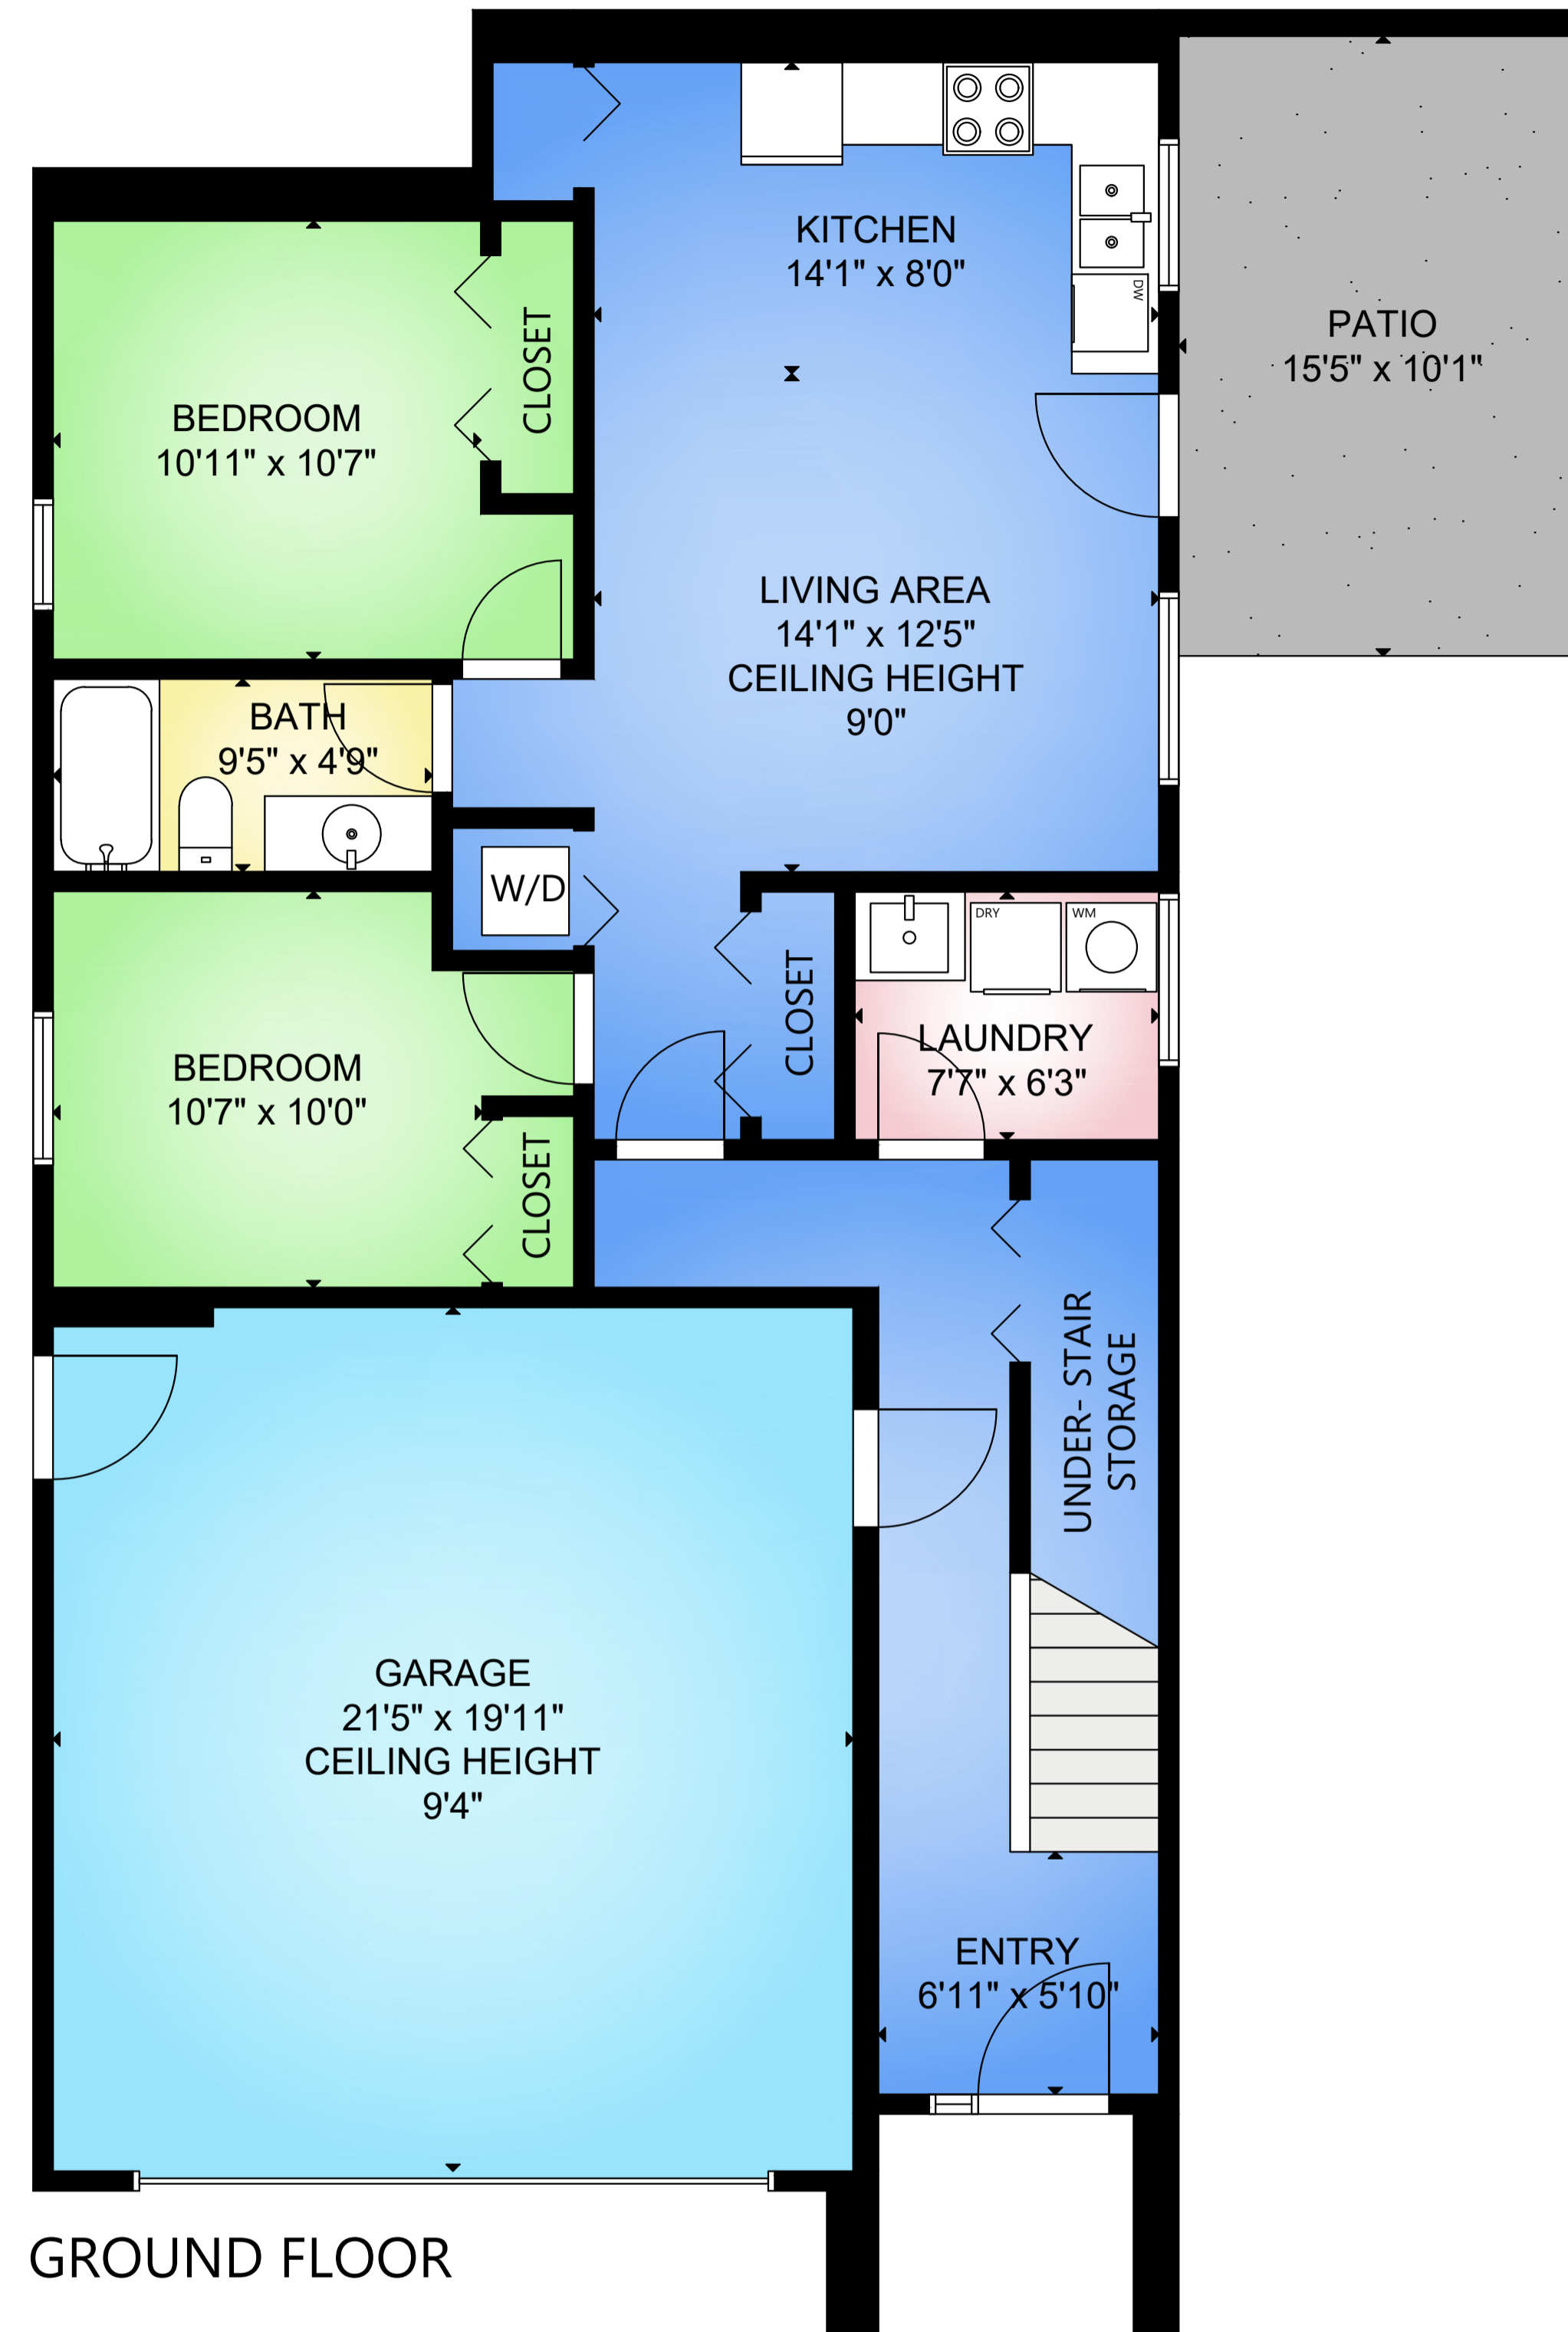 KITCHEN
14'1" x 8'0"
DW
PATIO
15'5" x 10'1"
BEDROOM
10'11" x 10'7"
CLOSET
LIVING AREA
14'1" x 12'5"
CEILING HEIGHT
9'0"
BATH
9'5" x 4'9"
W/D
DRY
WM
CLOSET
LAUNDRY
7'7" x 6'3"
BEDROOM
10'7" x 10'0"
CLOSET
UNDER- STAIR
STORAGE
GARAGE
21'5" x 19'11"
CEILING HEIGHT
9'4"
ENTRY
6'11" x 5'10"
GROUND FLOOR